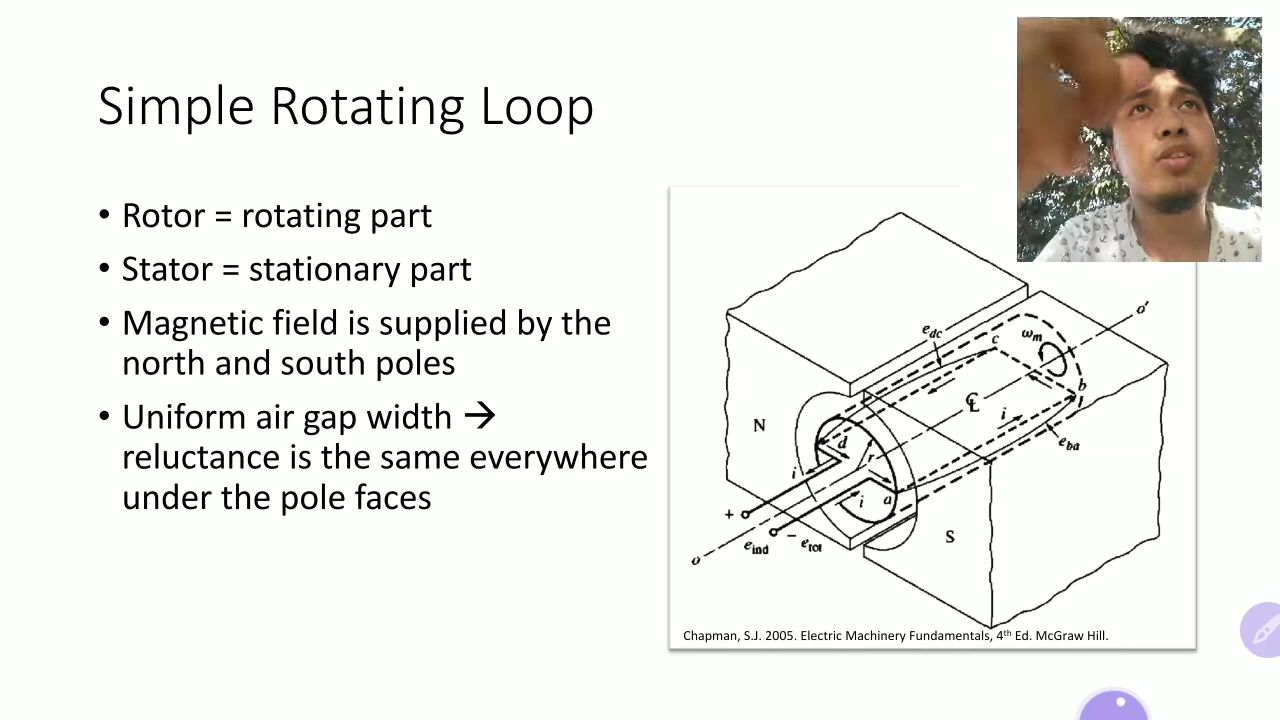 Simple Rotating Loop
• Rotor = rotating part
• Stator = stationary part
• Magnetic field is supplied by the
north and south poles
• Uniform air gap width →
reluctance is the same everywhere
under the pole faces
o'
e_dc
c
ω_m
b
N
℄
d
i
e_ba
r
i
i
a
+
S
− e_tot
e_ind
o
Chapman, S.J. 2005. Electric Machinery Fundamentals, 4th Ed. McGraw Hill.